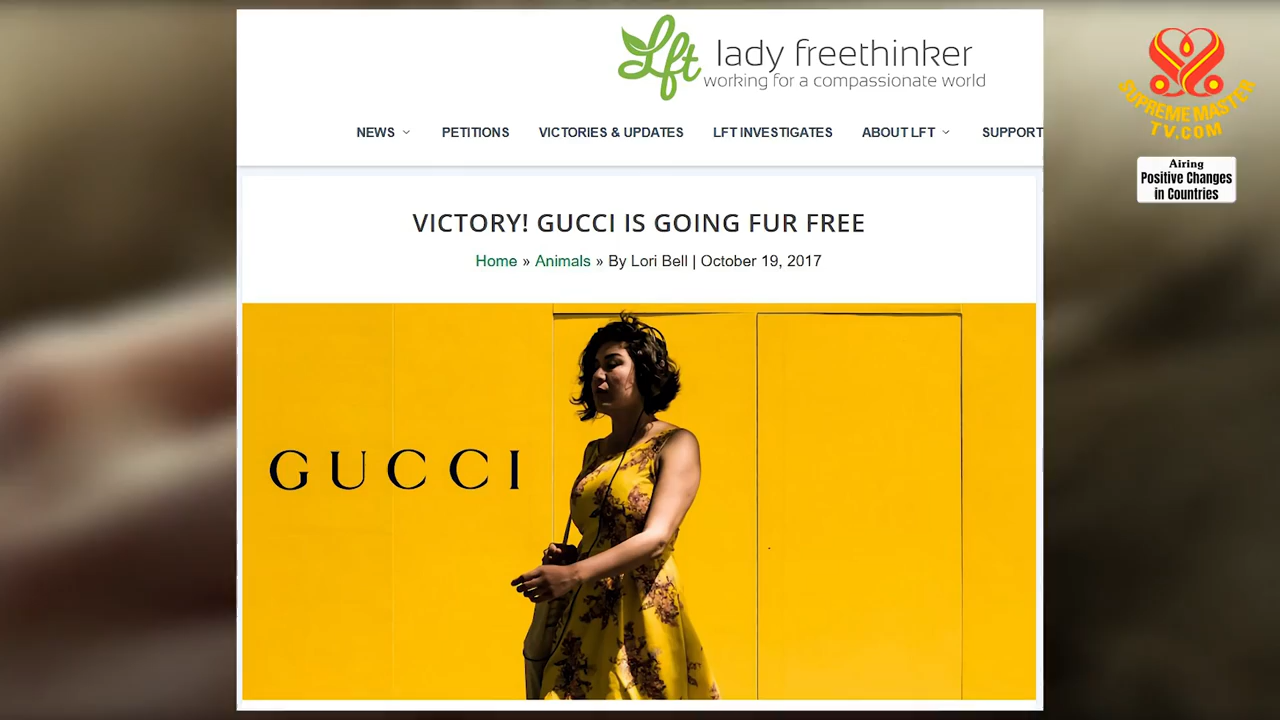 Lft lady freethinker
working for a compassionate world
NEWS PETITIONS VICTORIES & UPDATES LFT INVESTIGATES ABOUT LFT SUPPORT
VICTORY! GUCCI IS GOING FUR FREE
Home » Animals » By Lori Bell | October 19, 2017
GUCCI
SUPREME MASTER
TV.COM
Airing
Positive Changes
in Countries